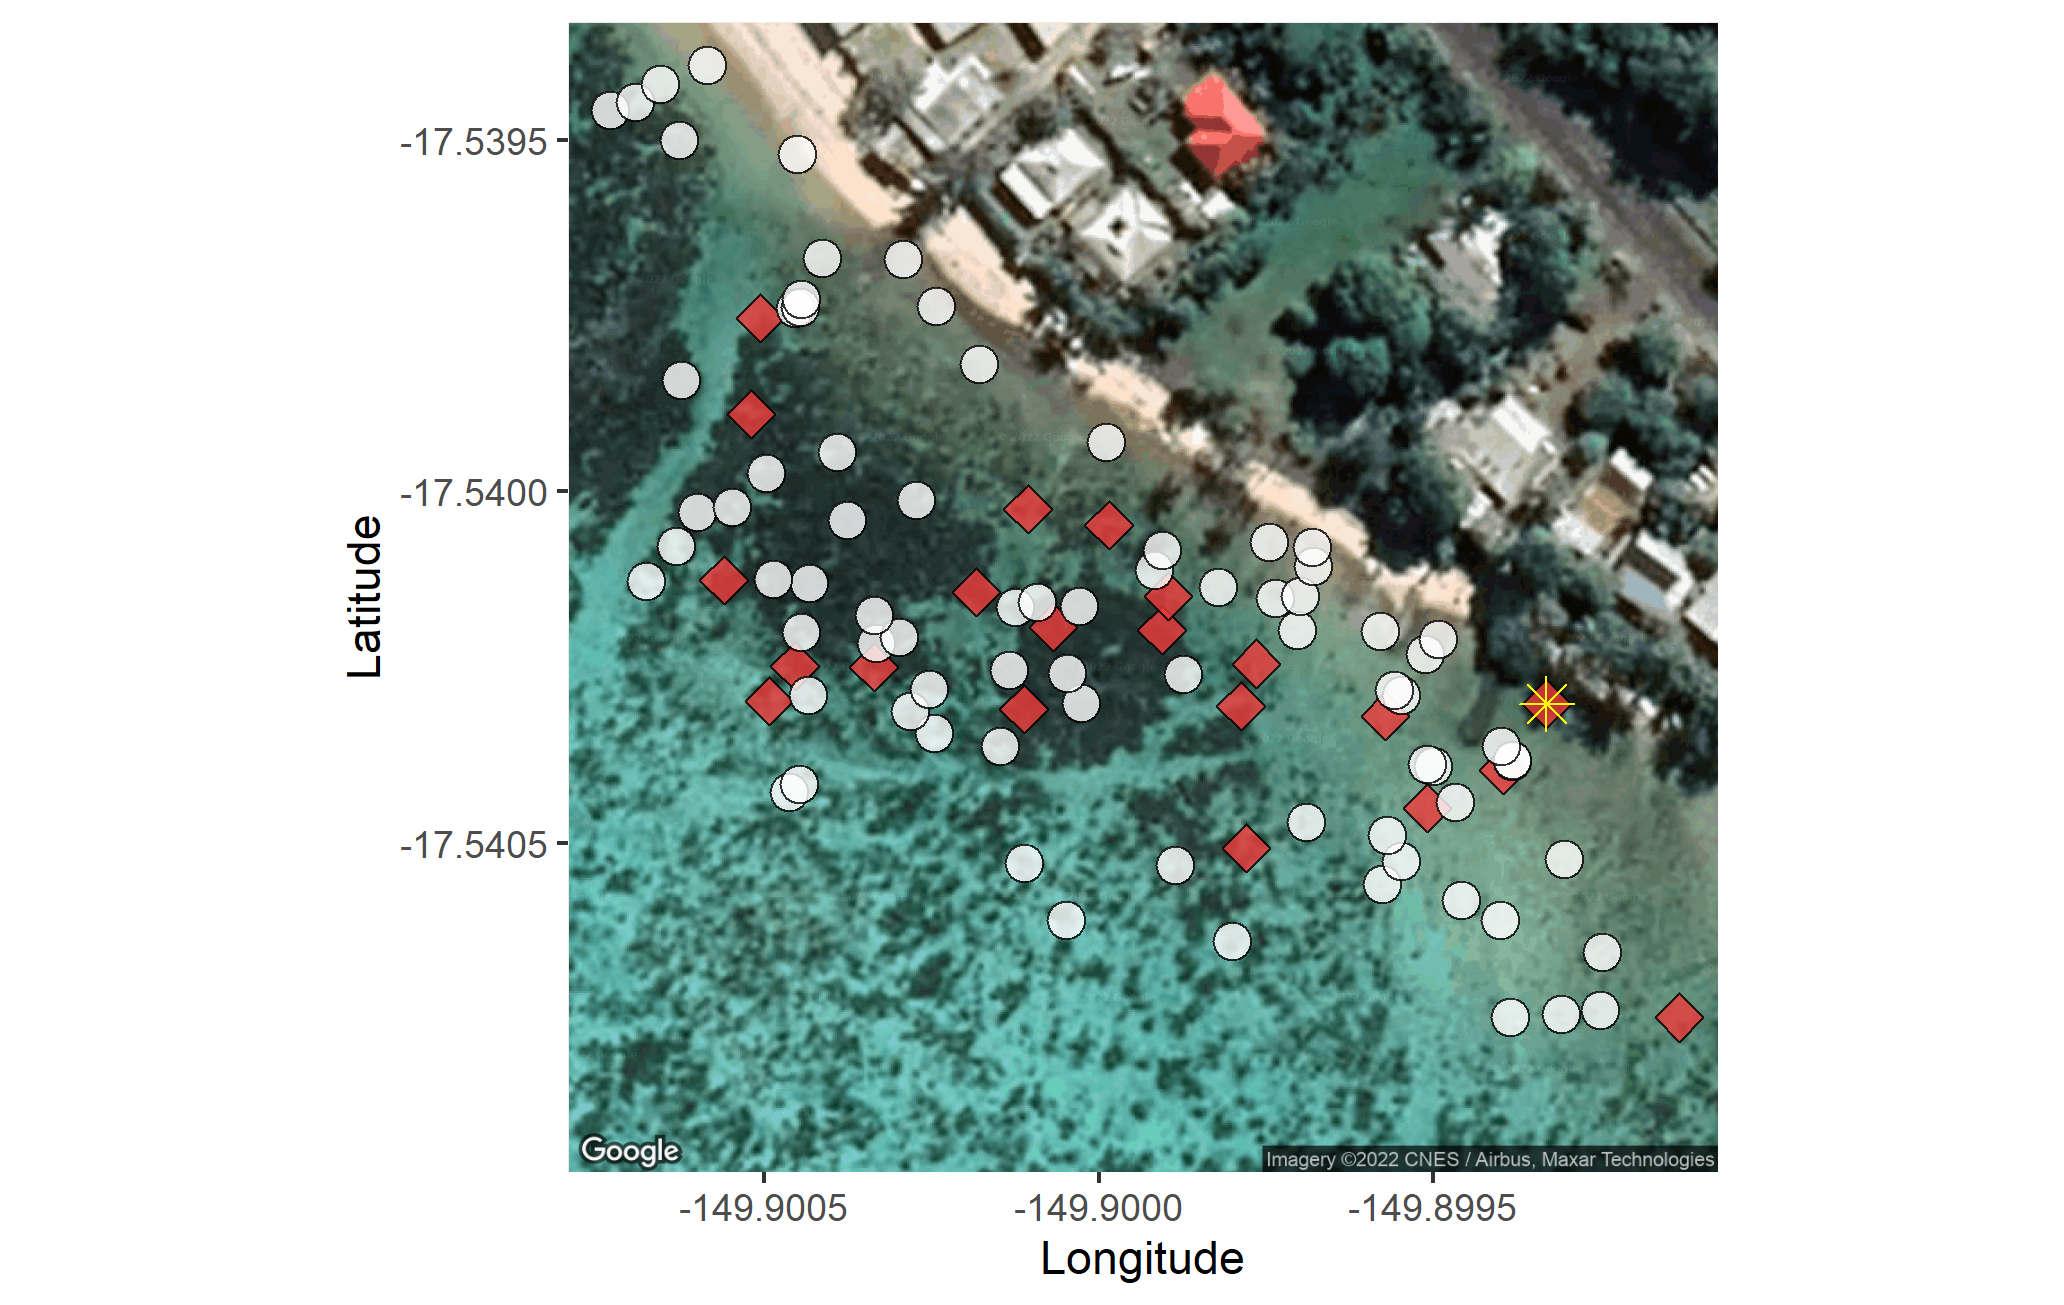 -17.5395
-17.5400
-17.5405
Latitude
Google
Imagery ©2022 CNES / Airbus, Maxar Technologies
-149.9005
-149.9000
-149.8995
Longitude